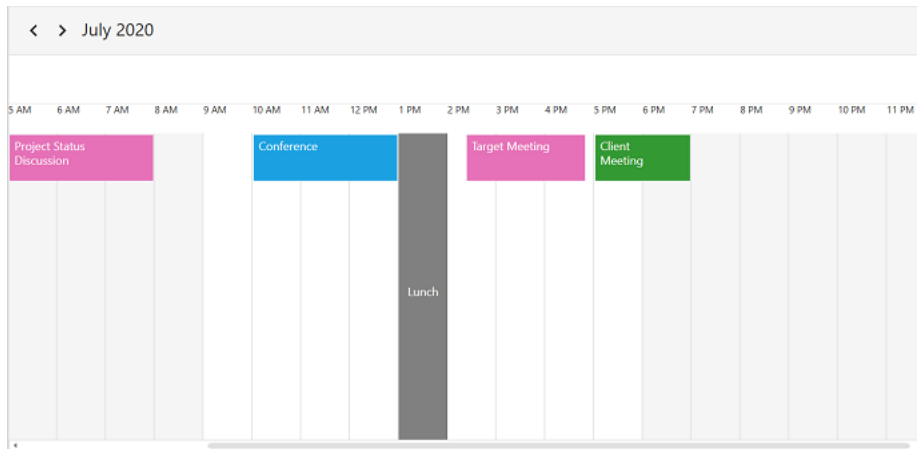 July 2020
5 AM 6 AM 7 AM 8 AM 9 AM 10 AM 11 AM 12 PM 1 PM 2 PM 3 PM 4 PM 5 PM 6 PM 7 PM 8 PM 9 PM 10 PM 11 PM
Project Status
Discussion
Conference
Target Meeting
Client
Meeting
Lunch